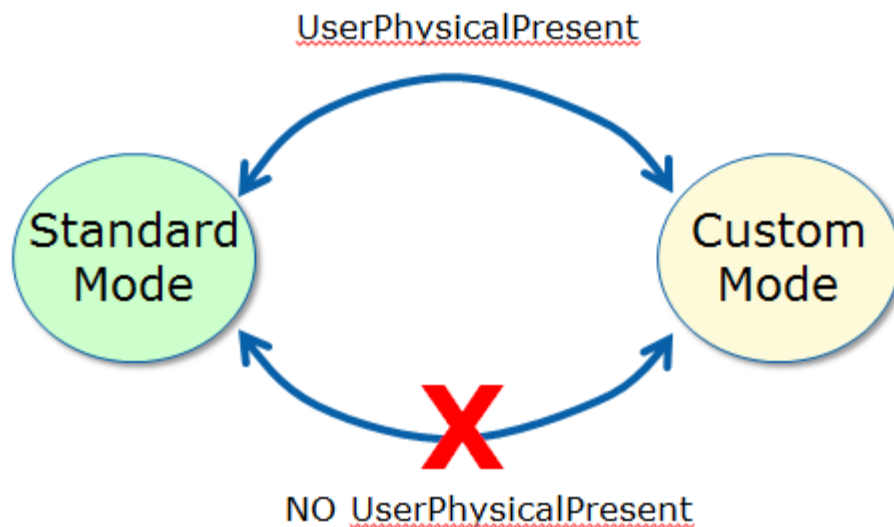 UserPhysicalPresent
Standard
Mode
Custom
Mode
X
NO UserPhysicalPresent